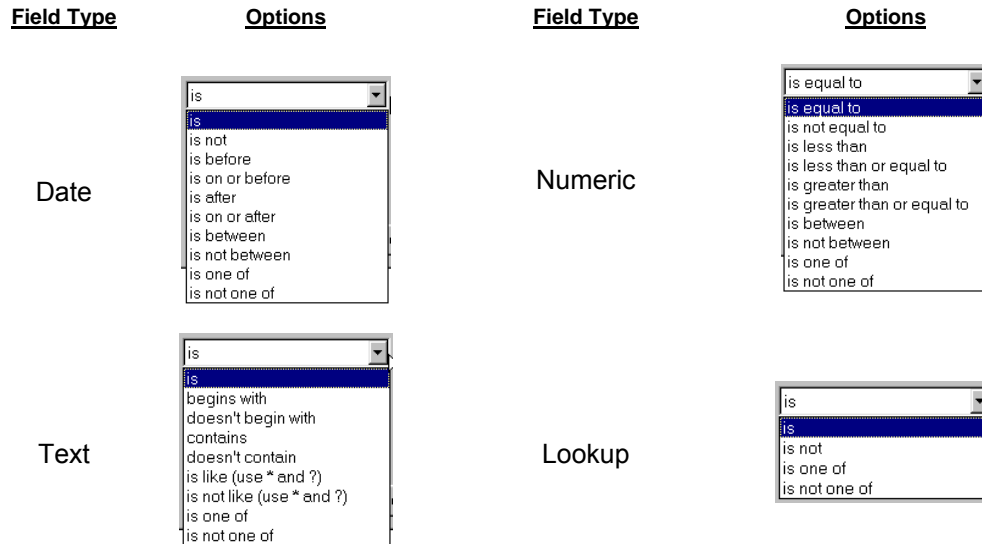 Field Type Options Field Type Options
Date
is
is
is not
is before
is on or before
is after
is on or after
is between
is not between
is one of
is not one of
Numeric
is equal to
is equal to
is not equal to
is less than
is less than or equal to
is greater than
is greater than or equal to
is between
is not between
is one of
is not one of
Text
is
is
begins with
doesn't begin with
contains
doesn't contain
is like (use * and ?)
is not like (use * and ?)
is one of
is not one of
Lookup
is
is
is not
is one of
is not one of